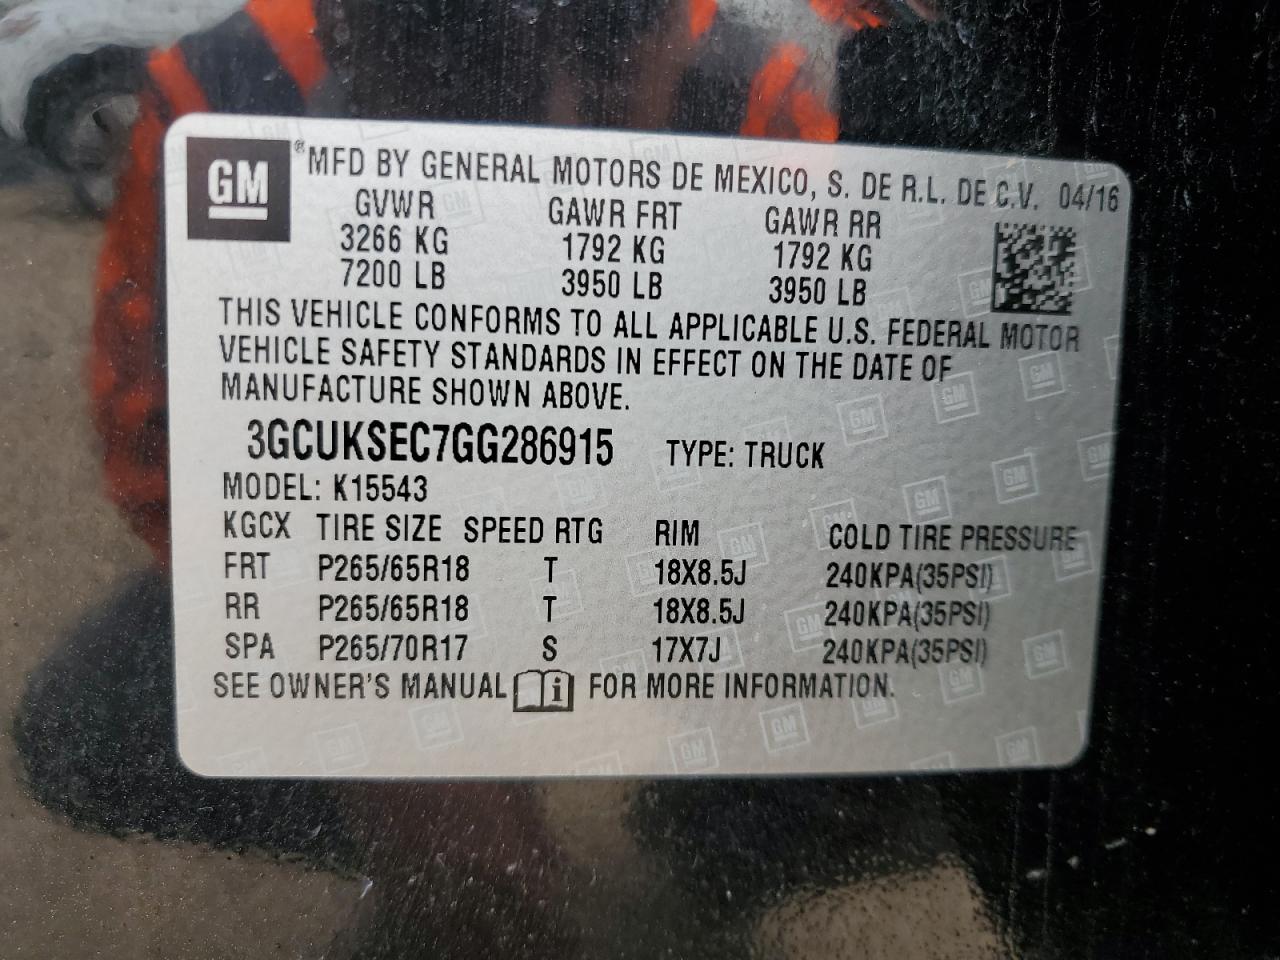 GM ® MFD BY GENERAL MOTORS DE MEXICO, S. DE R.L. DE C.V. 04/16
GVWR GAWR FRT GAWR RR
3266 KG 1792 KG 1792 KG
7200 LB 3950 LB 3950 LB
THIS VEHICLE CONFORMS TO ALL APPLICABLE U.S. FEDERAL MOTOR
VEHICLE SAFETY STANDARDS IN EFFECT ON THE DATE OF
MANUFACTURE SHOWN ABOVE.
3GCUKSEC7GG286915 TYPE: TRUCK
MODEL: K15543
KGCX TIRE SIZE SPEED RTG RIM COLD TIRE PRESSURE
FRT P265/65R18 T 18X8.5J 240KPA(35PSI)
RR P265/65R18 T 18X8.5J 240KPA(35PSI)
SPA P265/70R17 S 17X7J 240KPA(35PSI)
SEE OWNER'S MANUAL i FOR MORE INFORMATION.